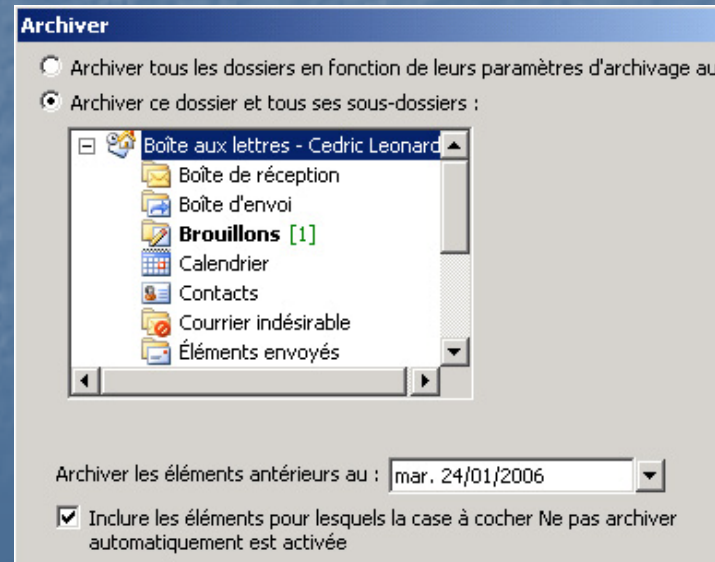 Archiver
Archiver tous les dossiers en fonction de leurs paramètres d'archivage au
Archiver ce dossier et tous ses sous-dossiers :
Boîte aux lettres - Cedric Leonard
Boîte de réception
Boîte d'envoi
Brouillons [1]
Calendrier
Contacts
Courrier indésirable
Éléments envoyés
Archiver les éléments antérieurs au : mar. 24/01/2006
Inclure les éléments pour lesquels la case à cocher Ne pas archiver
automatiquement est activée